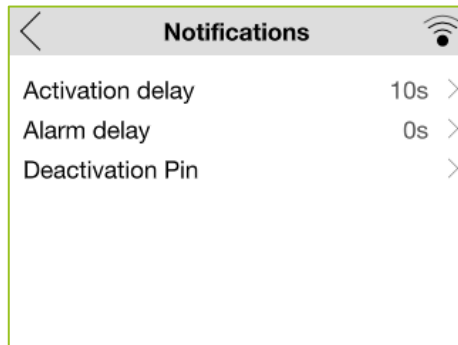 Notifications
Activation delay 10s
Alarm delay 0s
Deactivation Pin